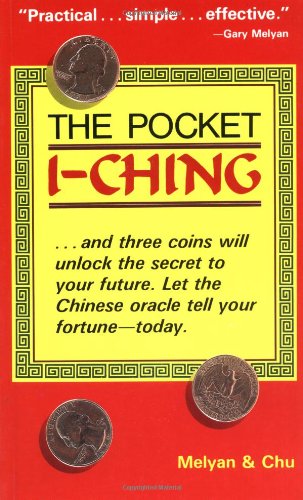 "Practical...simple...effective."
—Gary Melyan
THE POCKET
I-CHING
...and three coins will
unlock the secret to
your future. Let the
Chinese oracle tell your
fortune—today.
Melyan & Chu